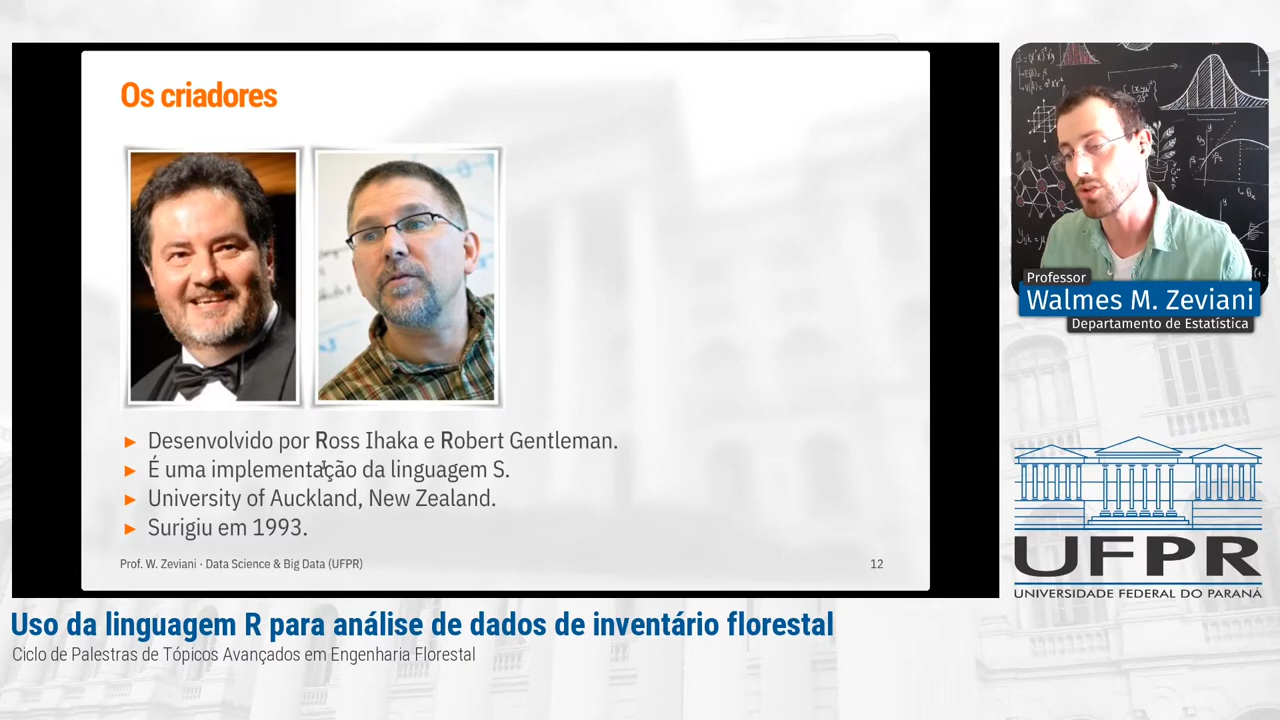 Os criadores
Desenvolvido por Ross Ihaka e Robert Gentleman.
É uma implementação da linguagem S.
University of Auckland, New Zealand.
Surigiu em 1993.
Prof. W. Zeviani · Data Science & Big Data (UFPR)
12
Professor
Walmes M. Zeviani
Departamento de Estatística
UFPR
UNIVERSIDADE FEDERAL DO PARANÁ
Uso da linguagem R para análise de dados de inventário florestal
Ciclo de Palestras de Tópicos Avançados em Engenharia Florestal